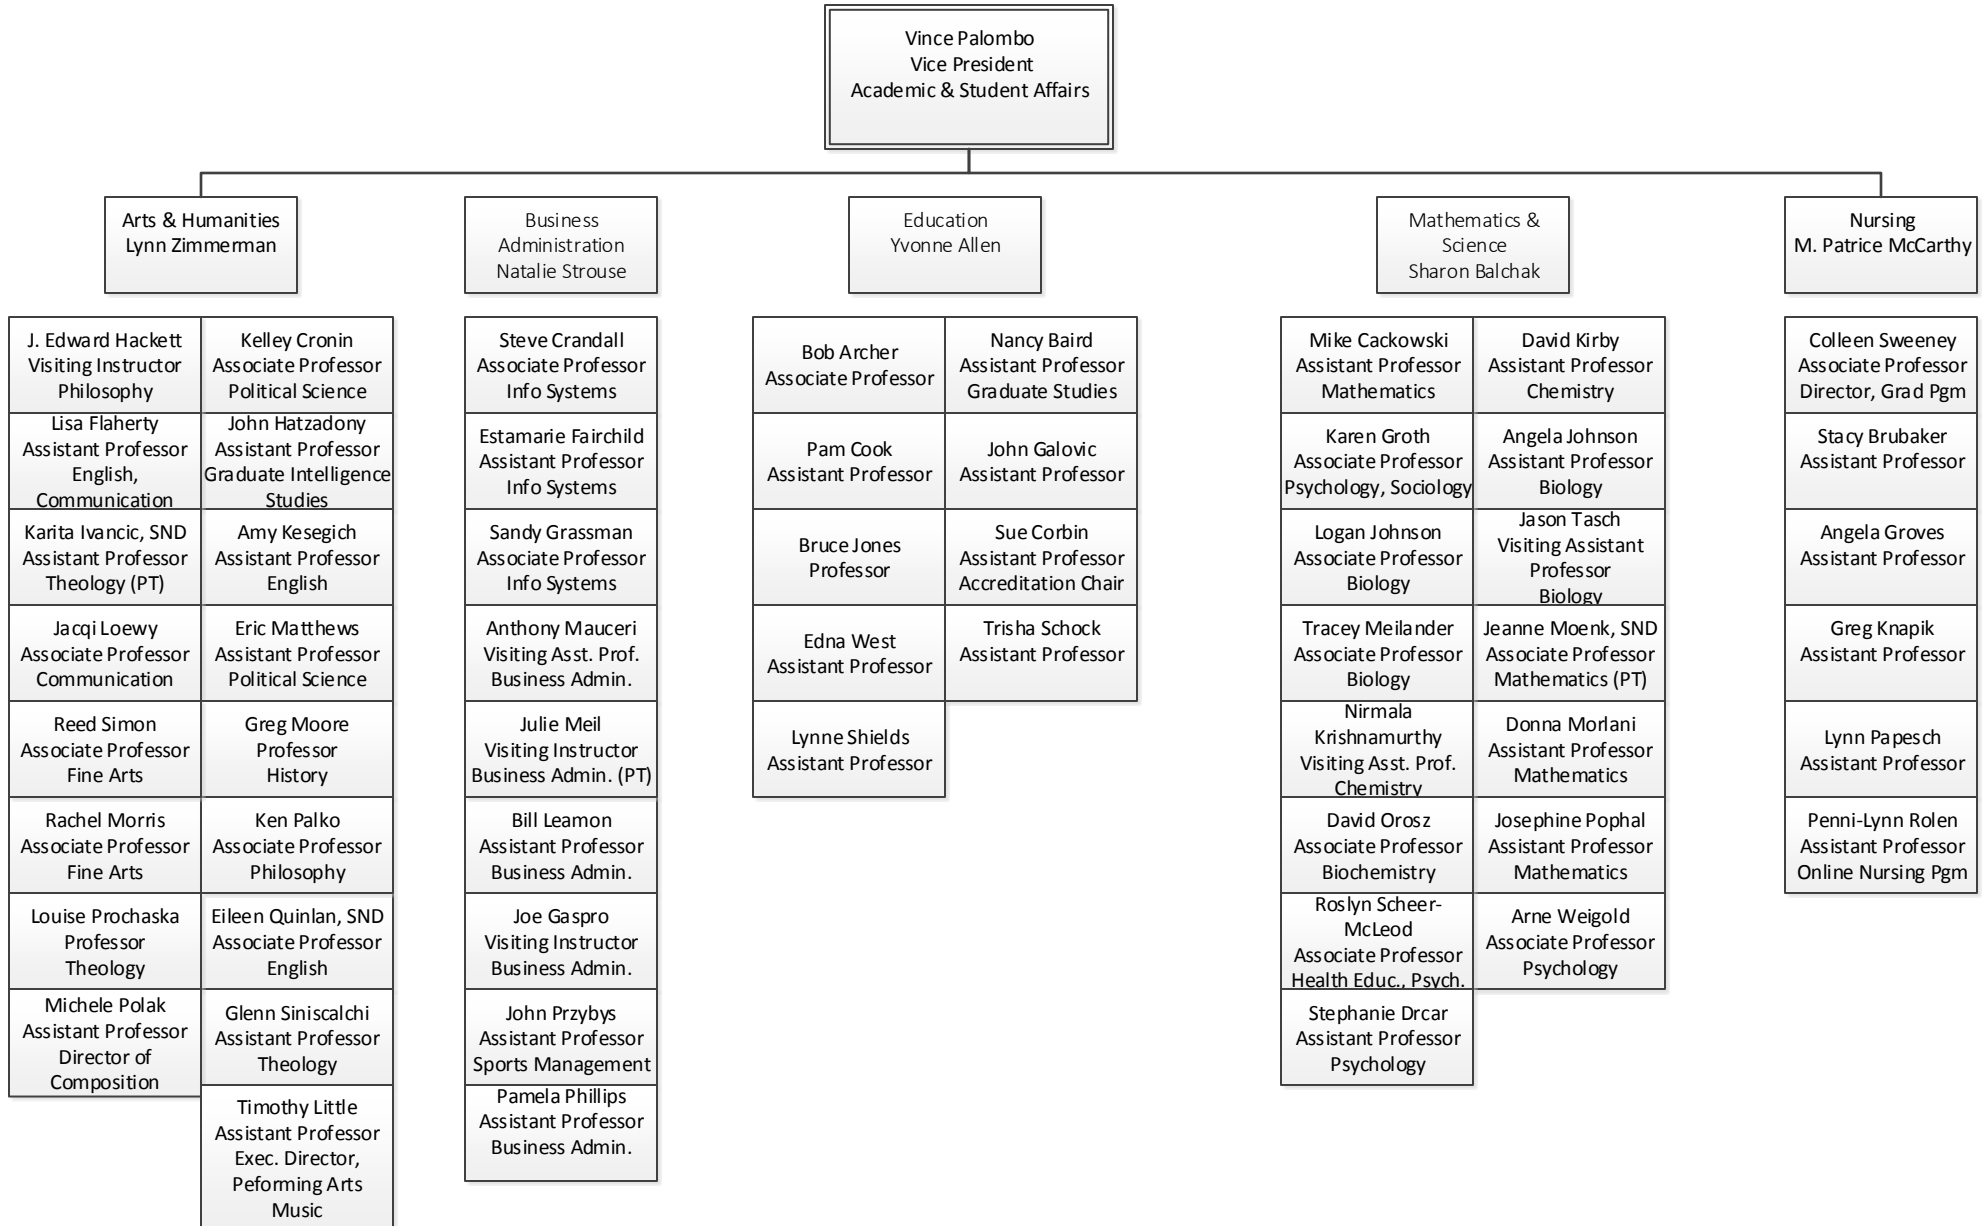 Vince Palombo
Vice President
Academic & Student Affairs
Arts & Humanities
Lynn Zimmerman
Business
Administration
Natalie Strouse
Education
Yvonne Allen
Mathematics &
Science
Sharon Balchak
Nursing
M. Patrice McCarthy
J. Edward Hackett
Visiting Instructor
Philosophy
Lisa Flaherty
Assistant Professor
English,
Communication
Karita Ivancic, SND
Assistant Professor
Theology (PT)
Jacqi Loewy
Associate Professor
Communication
Reed Simon
Associate Professor
Fine Arts
Rachel Morris
Associate Professor
Fine Arts
Louise Prochaska
Professor
Theology
Michele Polak
Assistant Professor
Director of
Composition
Kelley Cronin
Associate Professor
Political Science
John Hatzadony
Assistant Professor
Graduate Intelligence
Studies
Amy Kesegich
Assistant Professor
English
Eric Matthews
Assistant Professor
Political Science
Greg Moore
Professor
History
Ken Palko
Associate Professor
Philosophy
Eileen Quinlan, SND
Associate Professor
English
Glenn Siniscalchi
Assistant Professor
Theology
Timothy Little
Assistant Professor
Exec. Director,
Peforming Arts
Music
Steve Crandall
Associate Professor
Info Systems
Estamarie Fairchild
Assistant Professor
Info Systems
Sandy Grassman
Associate Professor
Info Systems
Anthony Mauceri
Visiting Asst. Prof.
Business Admin.
Julie Meil
Visiting Instructor
Business Admin. (PT)
Bill Leamon
Assistant Professor
Business Admin.
Joe Gaspro
Visiting Instructor
Business Admin.
John Przybys
Assistant Professor
Sports Management
Pamela Phillips
Assistant Professor
Business Admin.
Bob Archer
Associate Professor
Pam Cook
Assistant Professor
Bruce Jones
Professor
Edna West
Assistant Professor
Lynne Shields
Assistant Professor
Nancy Baird
Assistant Professor
Graduate Studies
John Galovic
Assistant Professor
Sue Corbin
Assistant Professor
Accreditation Chair
Trisha Schock
Assistant Professor
Mike Cackowski
Assistant Professor
Mathematics
Karen Groth
Associate Professor
Psychology, Sociology
Logan Johnson
Associate Professor
Biology
Tracey Meilander
Associate Professor
Biology
Nirmala
Krishnamurthy
Visiting Asst. Prof.
Chemistry
David Orosz
Associate Professor
Biochemistry
Roslyn Scheer-
McLeod
Associate Professor
Health Educ., Psych.
Stephanie Drcar
Assistant Professor
Psychology
David Kirby
Assistant Professor
Chemistry
Angela Johnson
Assistant Professor
Biology
Jason Tasch
Visiting Assistant
Professor
Biology
Jeanne Moenk, SND
Associate Professor
Mathematics (PT)
Donna Morlani
Assistant Professor
Mathematics
Josephine Pophal
Assistant Professor
Mathematics
Arne Weigold
Associate Professor
Psychology
Colleen Sweeney
Associate Professor
Director, Grad Pgm
Stacy Brubaker
Assistant Professor
Angela Groves
Assistant Professor
Greg Knapik
Assistant Professor
Lynn Papesch
Assistant Professor
Penni-Lynn Rolen
Assistant Professor
Online Nursing Pgm